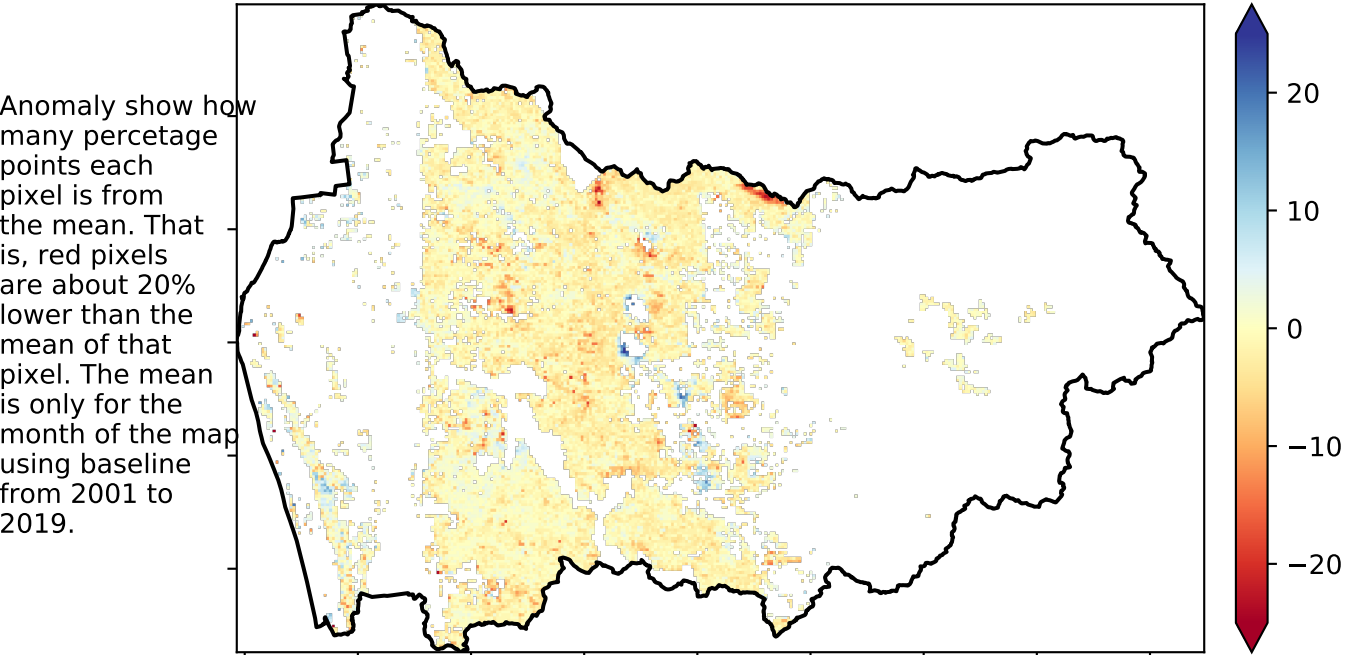 Anomaly show how
many percetage
points each
pixel is from
the mean. That
is, red pixels
are about 20%
lower than the
mean of that
pixel. The mean
is only for the
month of the map
using baseline
from 2001 to
2019.
20
10
0
−10
−20